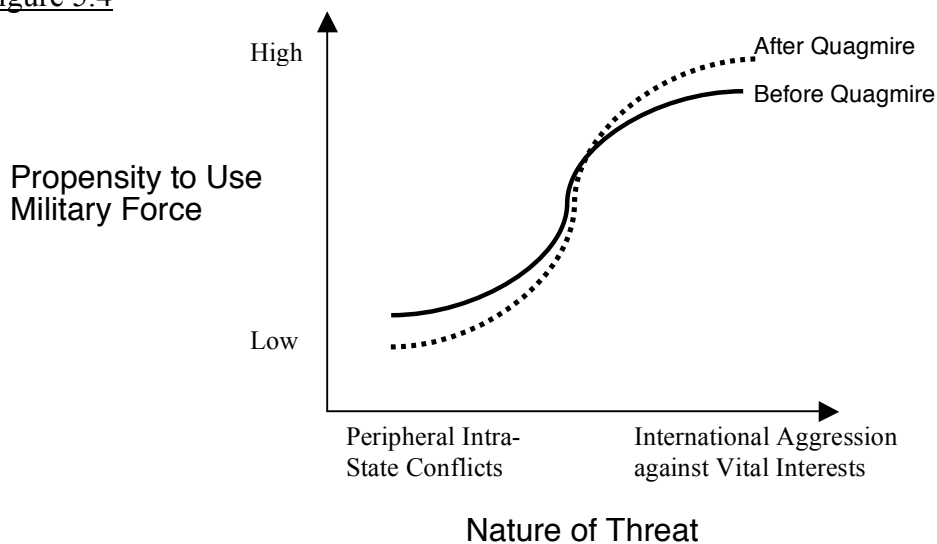 Figure 5.4
High
After Quagmire
Before Quagmire
Propensity to Use
Military Force
Low
Peripheral Intra-
State Conflicts
International Aggression
against Vital Interests
Nature of Threat